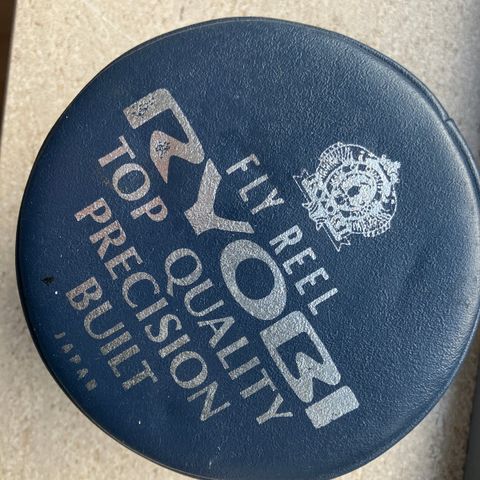 FLY REEL
RYOBI
TOP QUALITY
PRECISION
BUILT
JAPAN